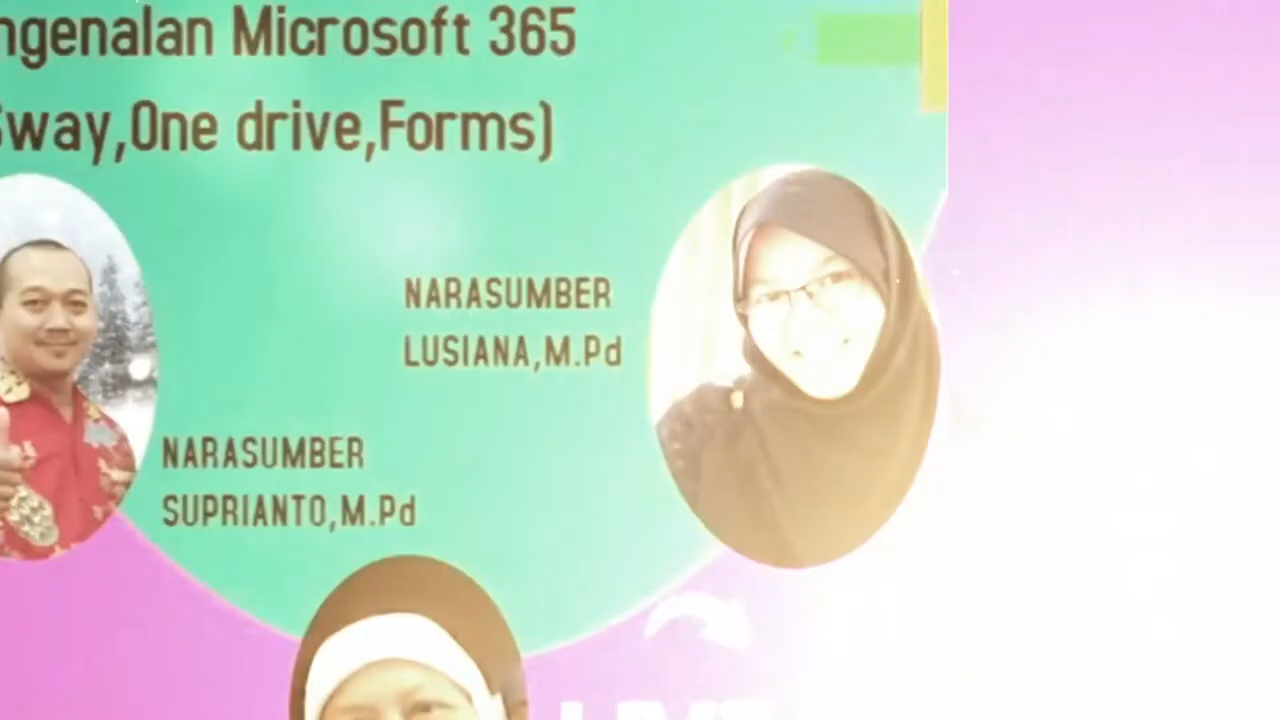 ngenalan Microsoft 365
Sway,One drive,Forms)
NARASUMBER
LUSIANA,M.Pd
NARASUMBER
SUPRIANTO,M.Pd